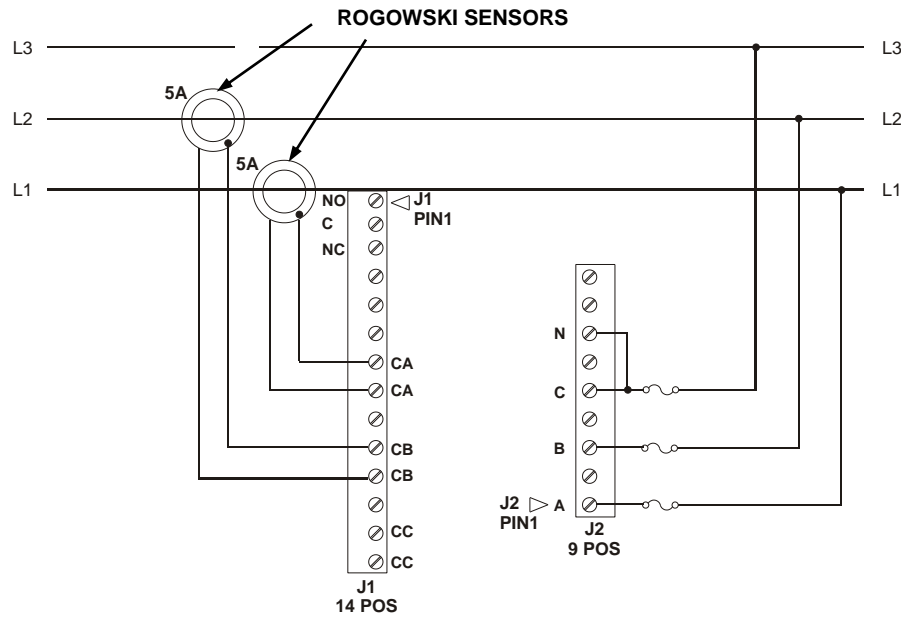 ROGOWSKI SENSORS
L3
L3
5A
L2
L2
5A
L1
L1
NO
J1
PIN1
C
NC
N
CA
CA
C
CB
B
CB
J2
PIN1
A
CC
J2
9 POS
CC
J1
14 POS